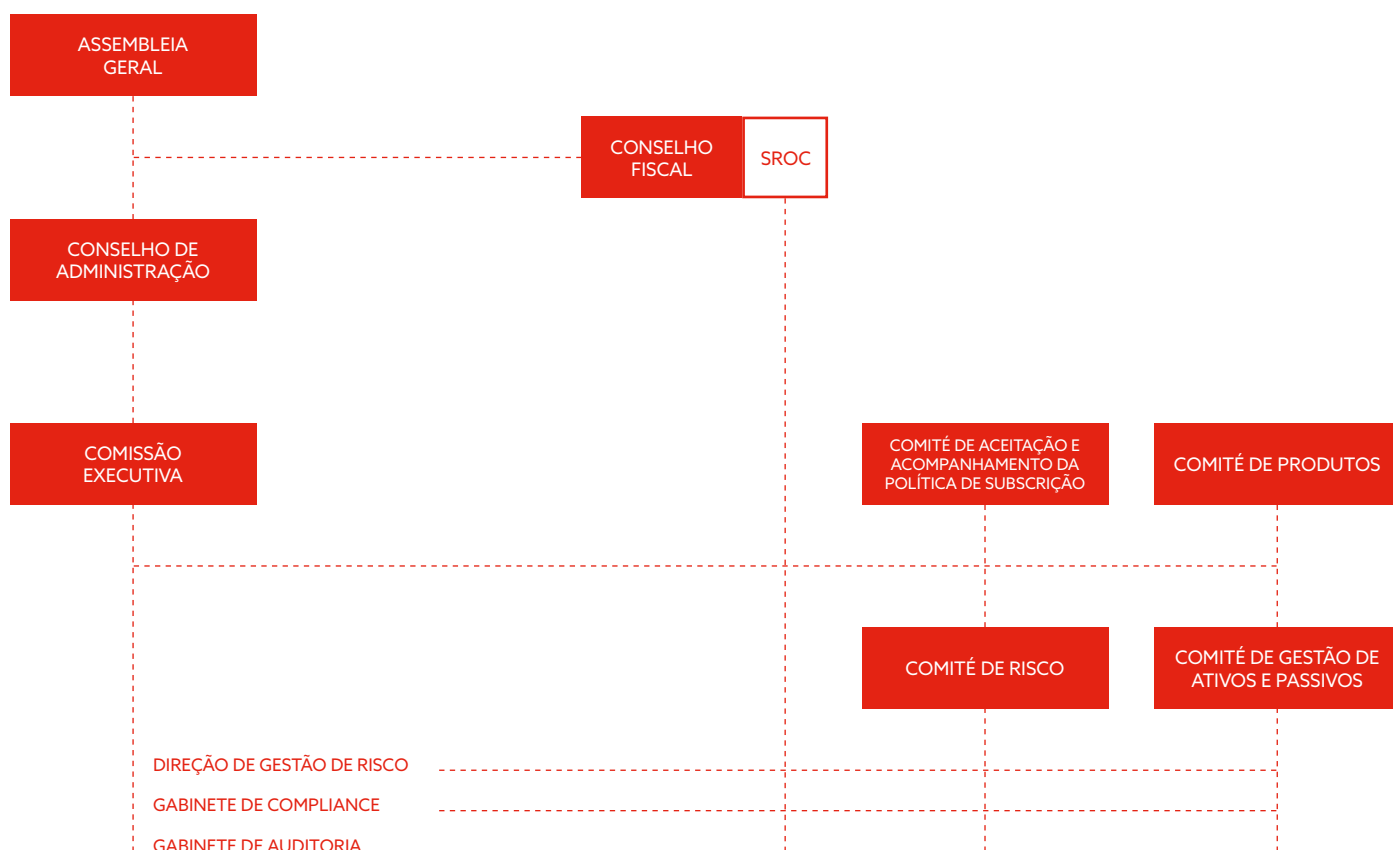 ASSEMBLEIA
GERAL
CONSELHO
FISCAL
SROC
CONSELHO DE
ADMINISTRAÇÃO
COMISSÃO
EXECUTIVA
COMITÉ DE ACEITAÇÃO E
ACOMPANHAMENTO DA
POLÍTICA DE SUBSCRIÇÃO
COMITÉ DE PRODUTOS
COMITÉ DE RISCO
COMITÉ DE GESTÃO DE
ATIVOS E PASSIVOS
DIREÇÃO DE GESTÃO DE RISCO
GABINETE DE COMPLIANCE
GABINETE DE AUDITORIA